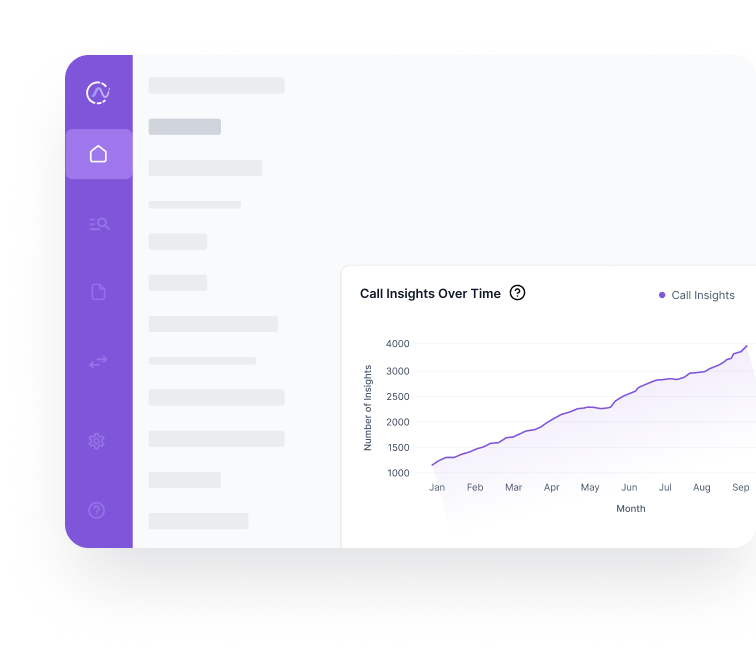 Call Insights Over Time
Call Insights
4000
3000
2500
2000
1500
1000
Number of Insights
Jan Feb Mar Apr May Jun Jul Aug Sep
Month